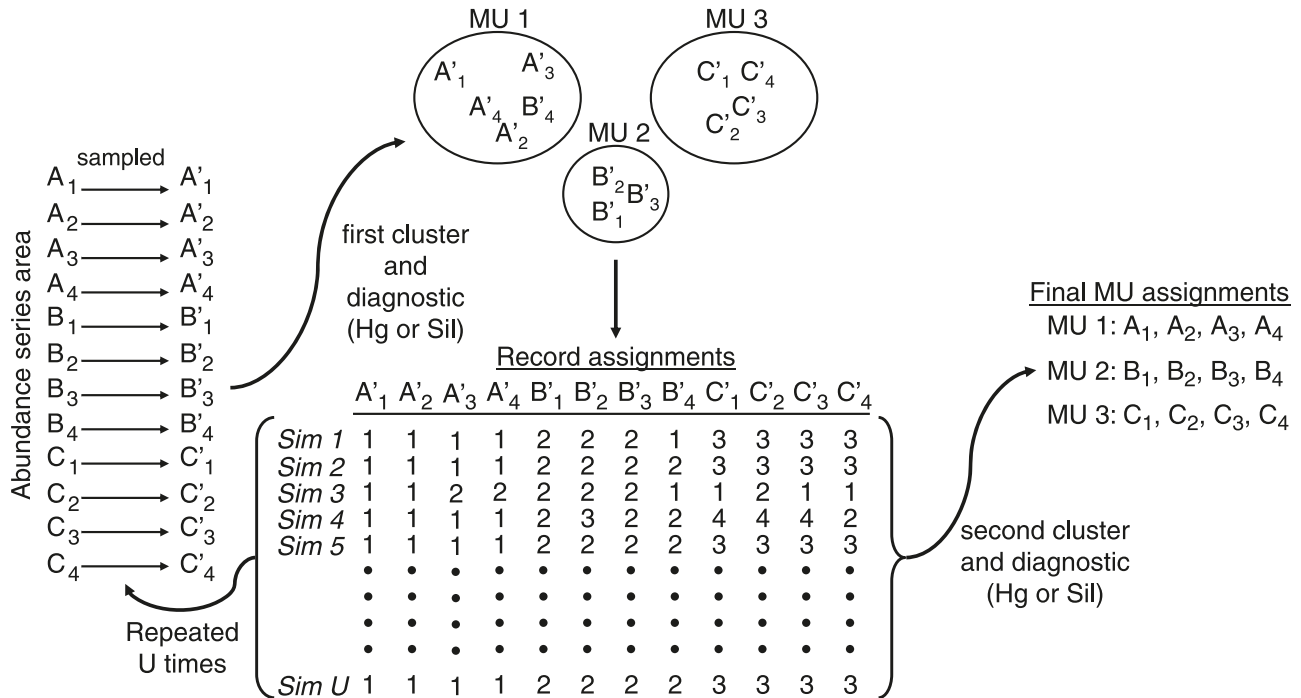 Abundance series area
sampled
A1 A'1
A2 A'2
A3 A'3
A4 A'4
B1 B'1
B2 B'2
B3 B'3
B4 B'4
C1 C'1
C2 C'2
C3 C'3
C4 C'4
Repeated
U times
first cluster
and
diagnostic
(Hg or Sil)
MU 1
A'1 A'3
A'4 B'4
A'2
MU 2
B'2 B'3
B'1
MU 3
C'1 C'4
C'3
C'2
Record assignments
A'1 A'2 A'3 A'4 B'1 B'2 B'3 B'4 C'1 C'2 C'3 C'4
Sim 1 1 1 1 1 2 2 2 1 3 3 3 3
Sim 2 1 1 1 1 2 2 2 2 3 3 3 3
Sim 3 1 1 2 2 2 2 2 1 1 2 1 1
Sim 4 1 1 1 1 2 3 2 2 4 4 4 2
Sim 5 1 1 1 1 2 2 2 2 3 3 3 3
Sim U 1 1 1 1 2 2 2 2 3 3 3 3
second cluster
and diagnostic
(Hg or Sil)
Final MU assignments
MU 1: A1, A2, A3, A4
MU 2: B1, B2, B3, B4
MU 3: C1, C2, C3, C4